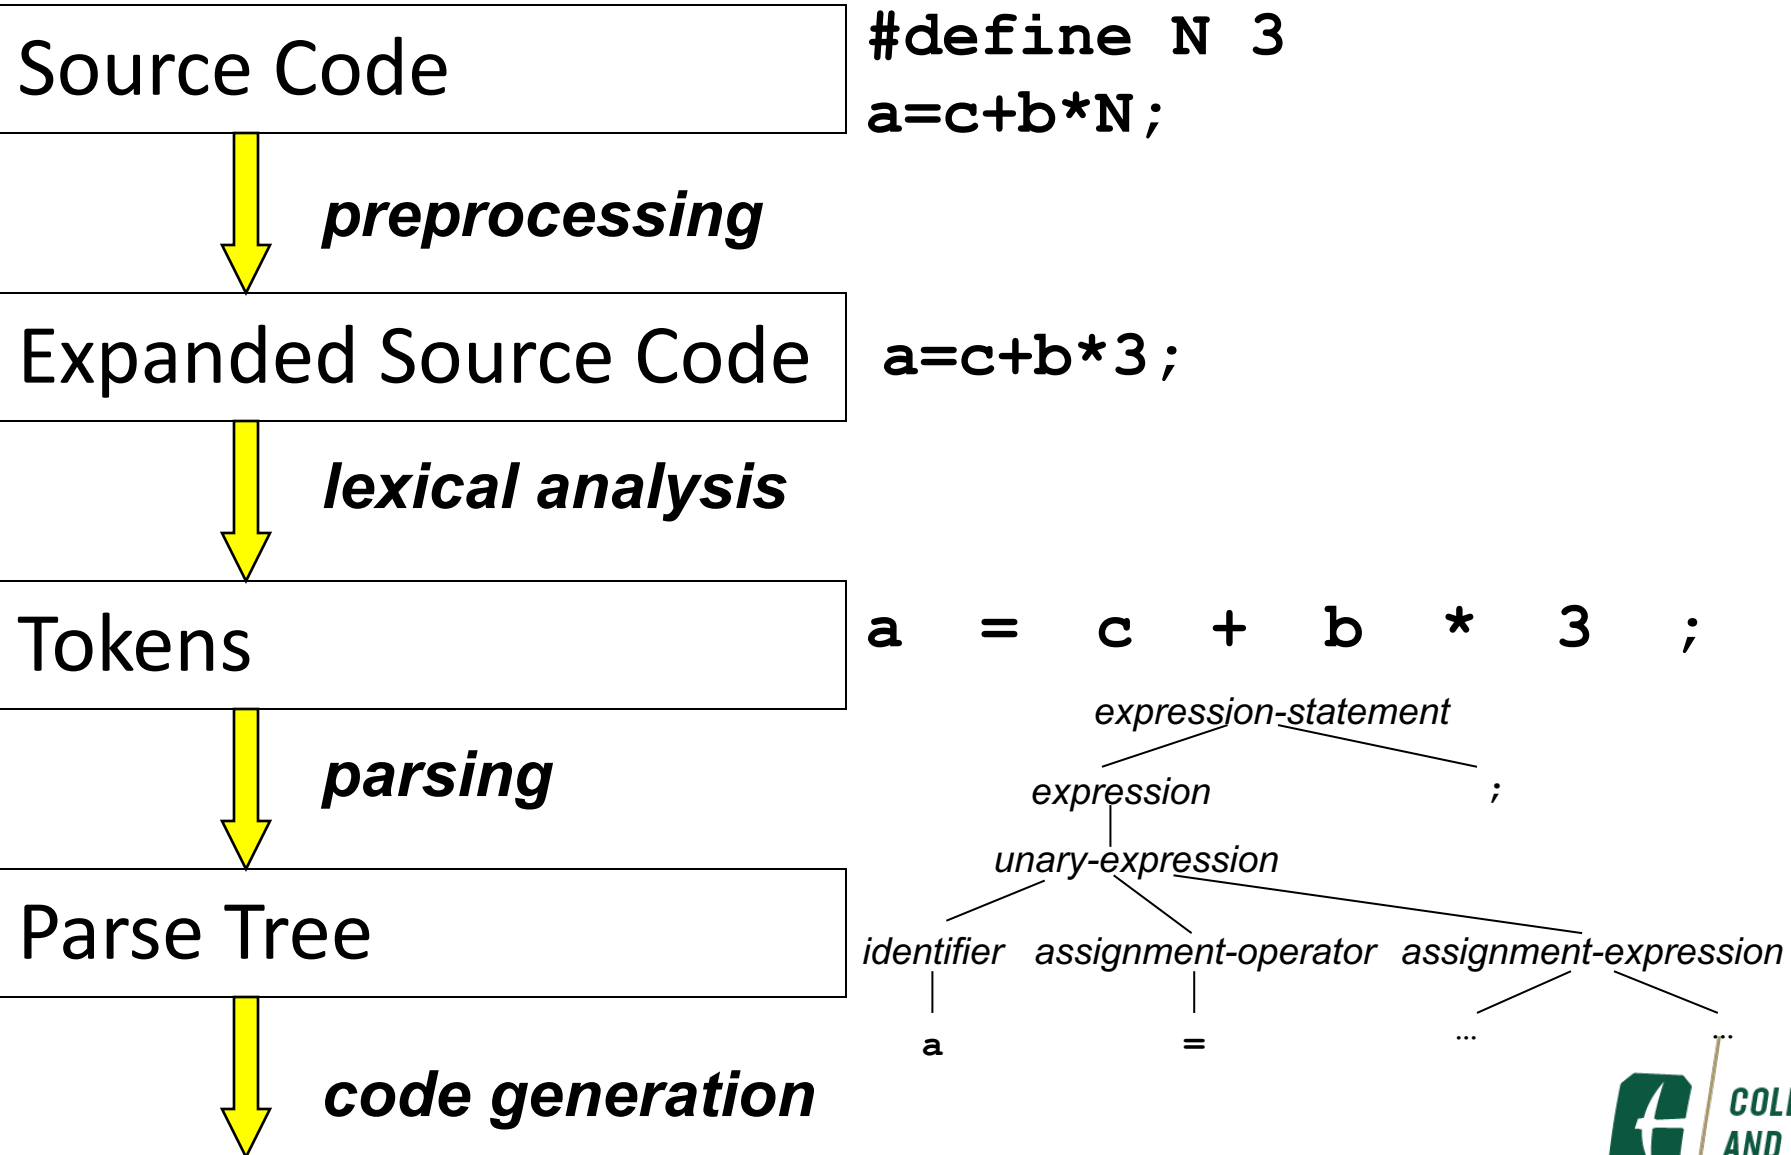 Source Code
#define N 3
a=c+b*N;
preprocessing
Expanded Source Code
a=c+b*3;
lexical analysis
Tokens
a = c + b * 3 ;
parsing
expression-statement
expression ;
unary-expression
Parse Tree
identifier assignment-operator assignment-expression
a = … …
code generation
AND